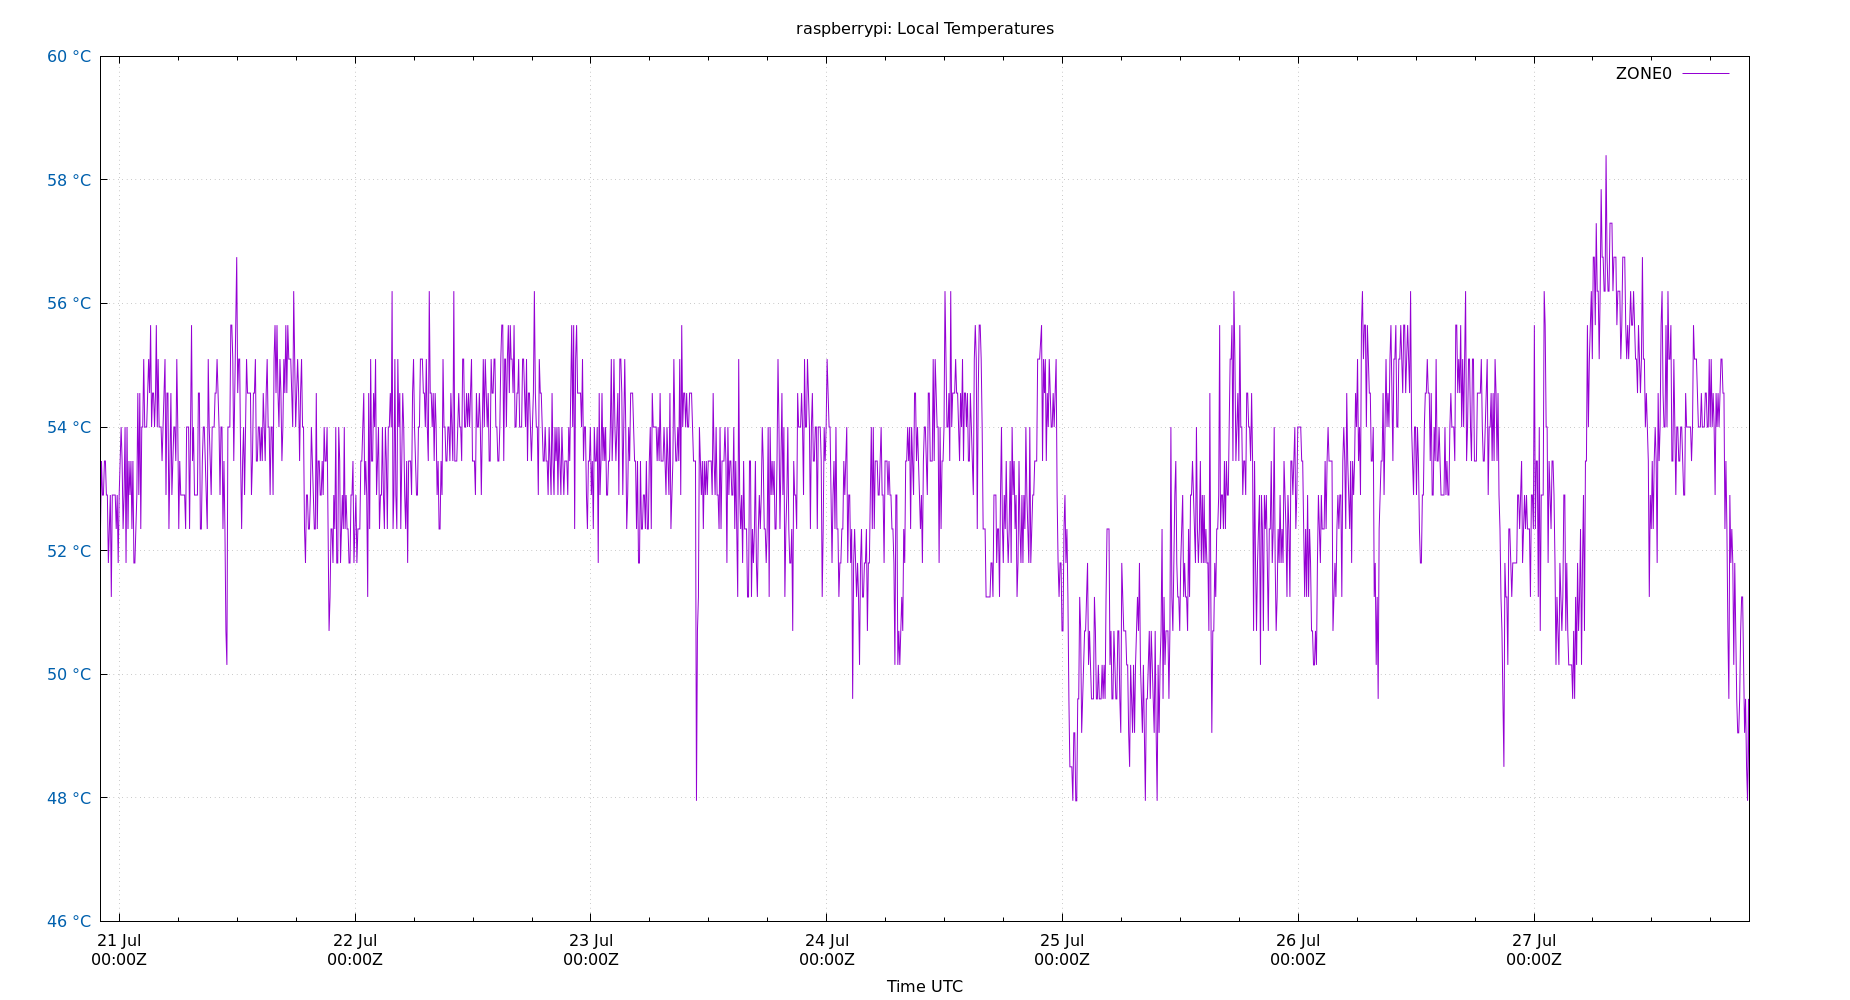 raspberrypi: Local Temperatures
60 °C
ZONE0
58 °C
56 °C
54 °C
52 °C
50 °C
48 °C
46 °C
21 Jul 22 Jul 23 Jul 24 Jul 25 Jul 26 Jul 27 Jul
00:00Z 00:00Z 00:00Z 00:00Z 00:00Z 00:00Z 00:00Z
Time UTC